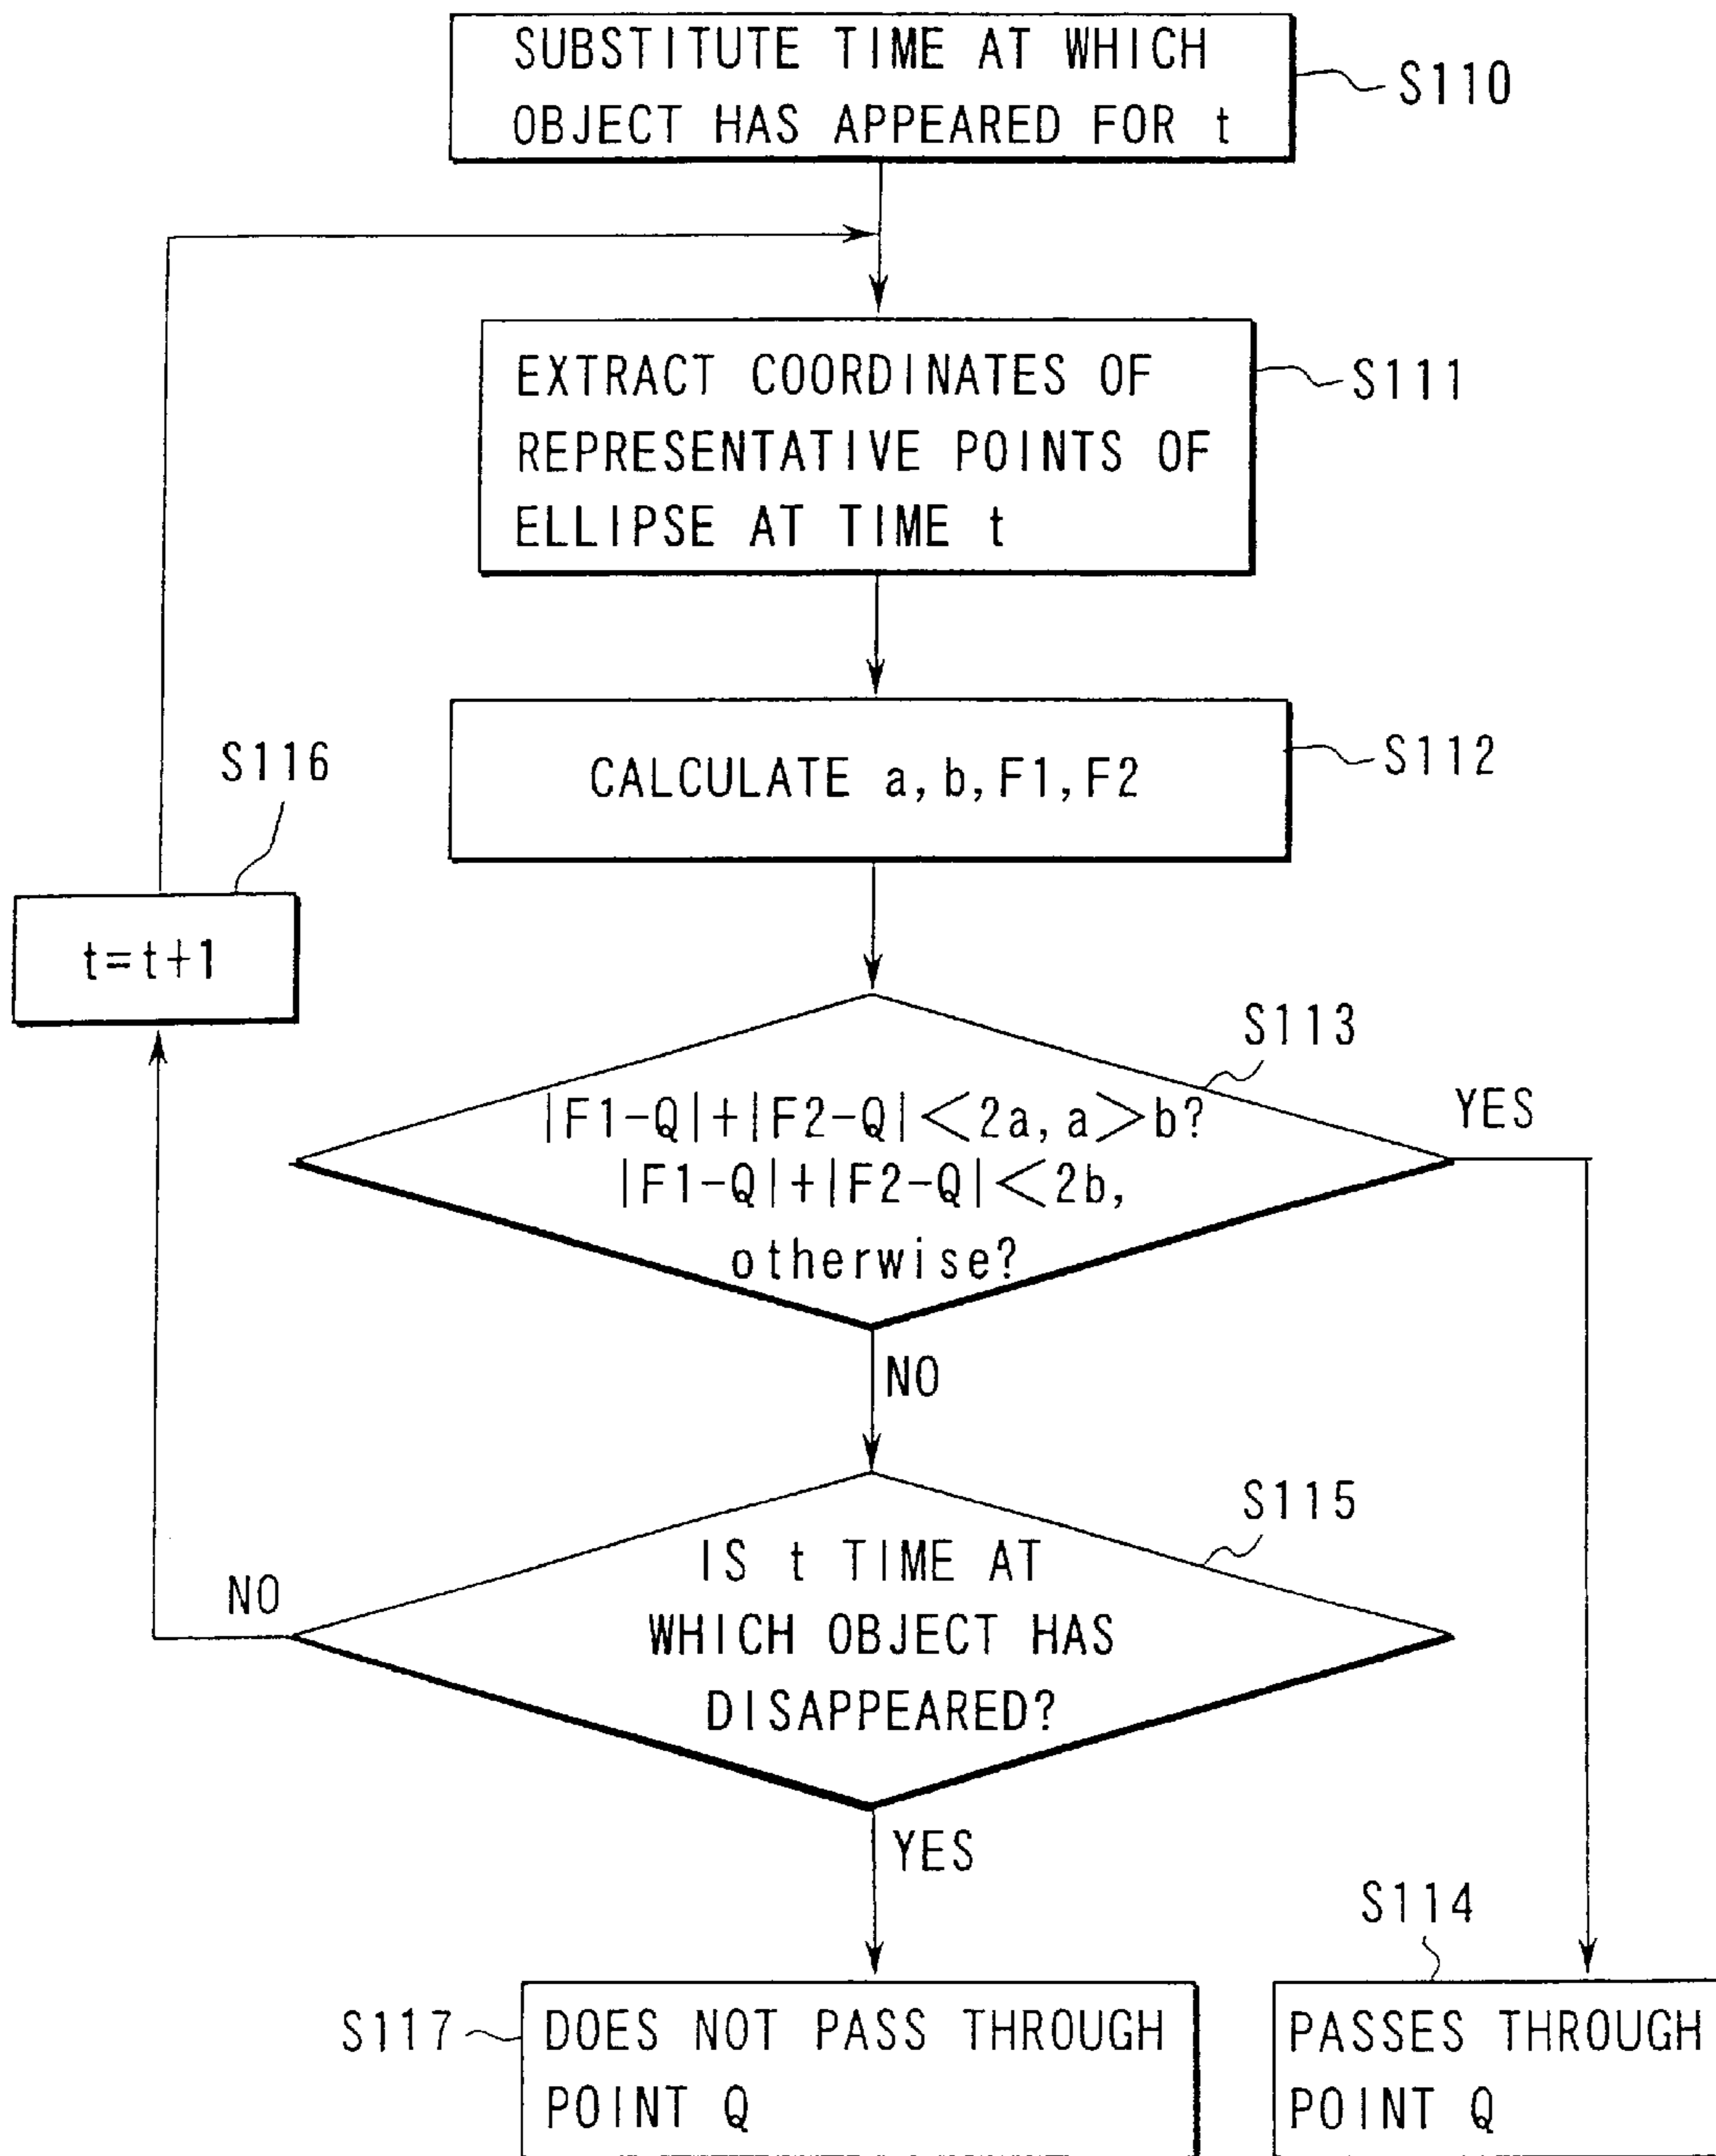 SUBSTITUTE TIME AT WHICH
OBJECT HAS APPEARED FOR t
S110
EXTRACT COORDINATES OF
REPRESENTATIVE POINTS OF
ELLIPSE AT TIME t
S111
CALCULATE a, b, F1, F2
S112
S116
t=t+1
S113
|F1-Q|+|F2-Q|<2a, a>b?
|F1-Q|+|F2-Q|<2b,
otherwise?
YES
NO
S115
IS t TIME AT
WHICH OBJECT HAS
DISAPPEARED?
NO
YES
S114
S117
DOES NOT PASS THROUGH
POINT Q
PASSES THROUGH
POINT Q